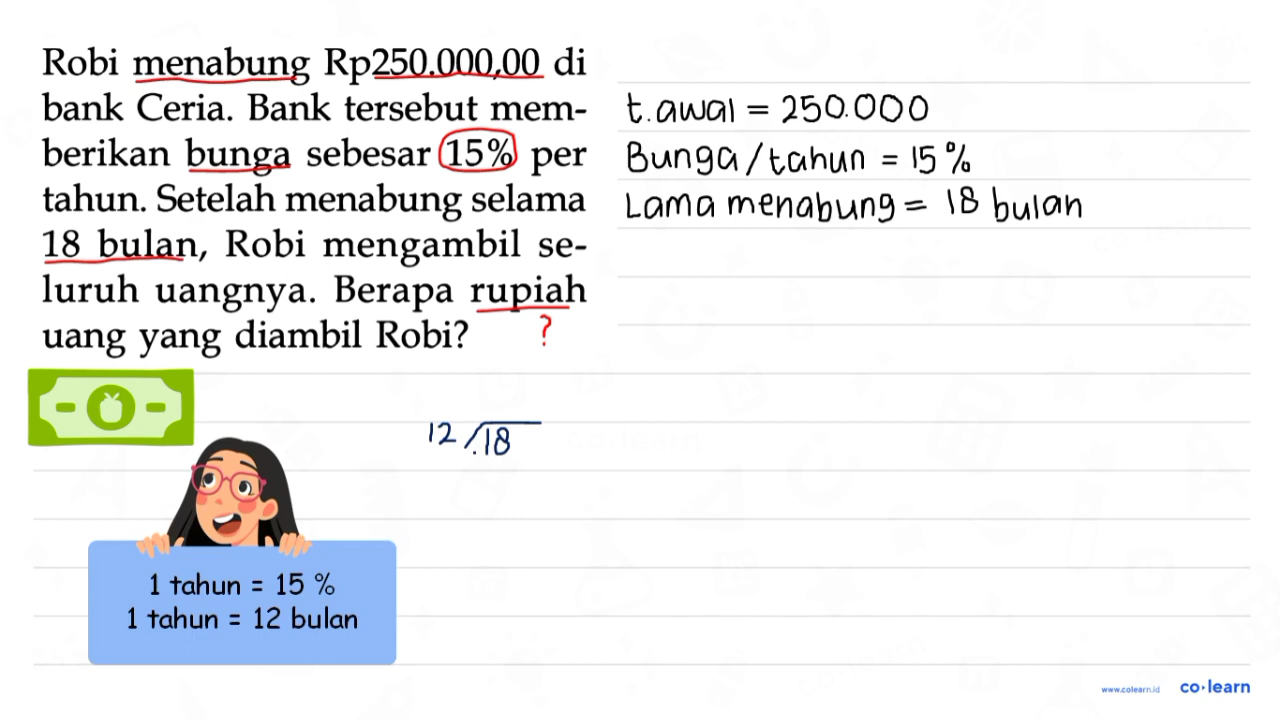 Robi menabung Rp250.000,00 di
bank Ceria. Bank tersebut mem-
berikan bunga sebesar 15% per
tahun. Setelah menabung selama
18 bulan, Robi mengambil se-
luruh uangnya. Berapa rupiah
uang yang diambil Robi?
?
t.awal = 250.000
Bunga/tahun = 15%
Lama menabung = 18 bulan
12 18
1 tahun = 15 %
1 tahun = 12 bulan
www.colearn.id co·learn